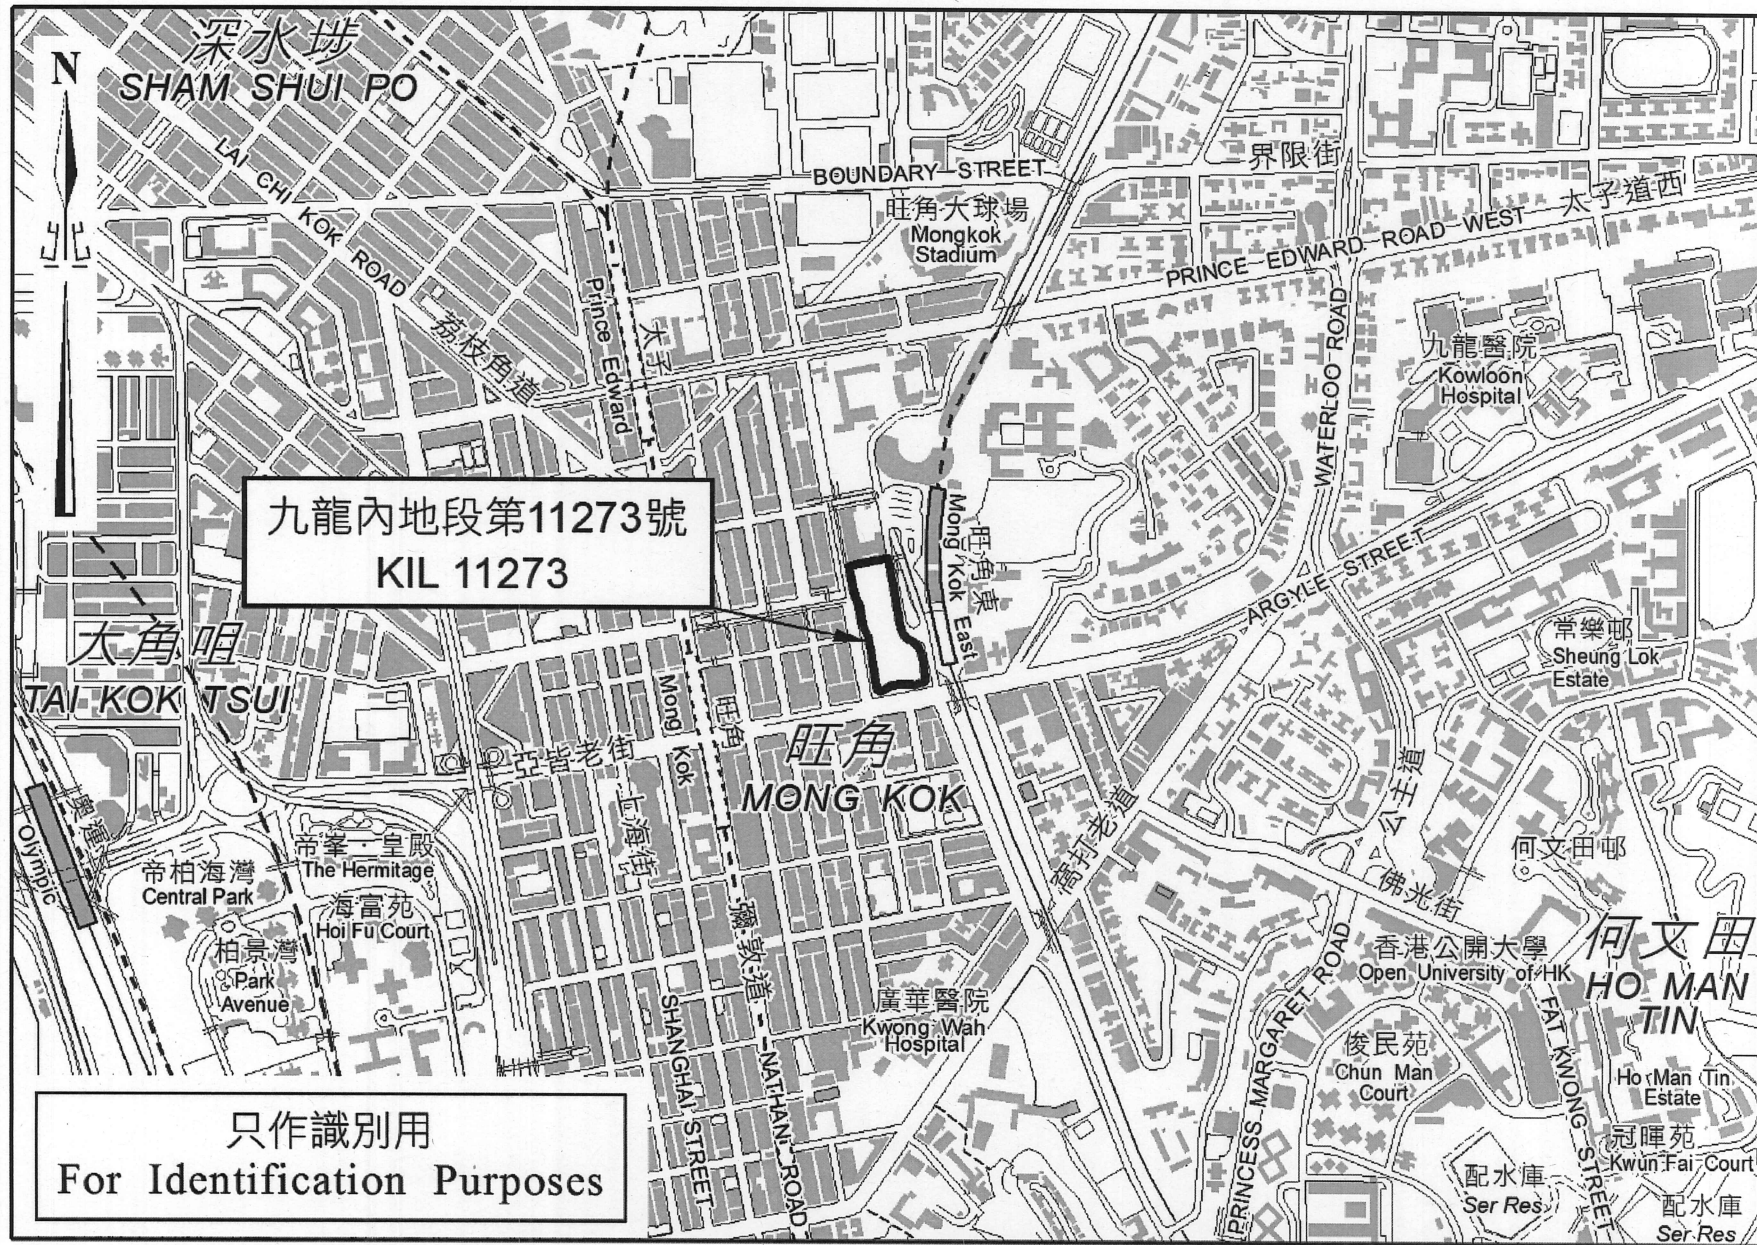 深水埗
SHAM SHUI PO
N
LAI CHI KOK ROAD
荔枝角道
BOUNDARY STREET
界限街
旺角大球場
Mongkok
Stadium
PRINCE EDWARD ROAD WEST
太子道西
Prince Edward
太子
WATERLOO ROAD
九龍醫院
Kowloon
Hospital
九龍內地段第11273號
KIL 11273
Mong Kok East
旺角東
ARGYLE STREET
常樂邨
Sheung Lok
Estate
大角咀
TAI KOK TSUI
Mong Kok
旺角
旺角
MONG KOK
亞皆老街
上海街
Olympic
奧運
帝峯．皇殿
The Hermitage
帝柏海灣
Central Park
海富苑
Hoi Fu Court
柏景灣
Park
Avenue
窩打老道
公主道
佛光街
何文田邨
何文田
HO MAN
TIN
香港公開大學
Open University of HK
彌敦道
廣華醫院
Kwong Wah
Hospital
SHANGHAI STREET
NATHAN ROAD
PRINCESS MARGARET ROAD
俊民苑
Chun Man
Court
FAT KWONG STREET
Ho Man Tin
Estate
冠暉苑
Kwun Fai Court
配水庫
Ser Res
配水庫
Ser Res
只作識別用
For Identification Purposes